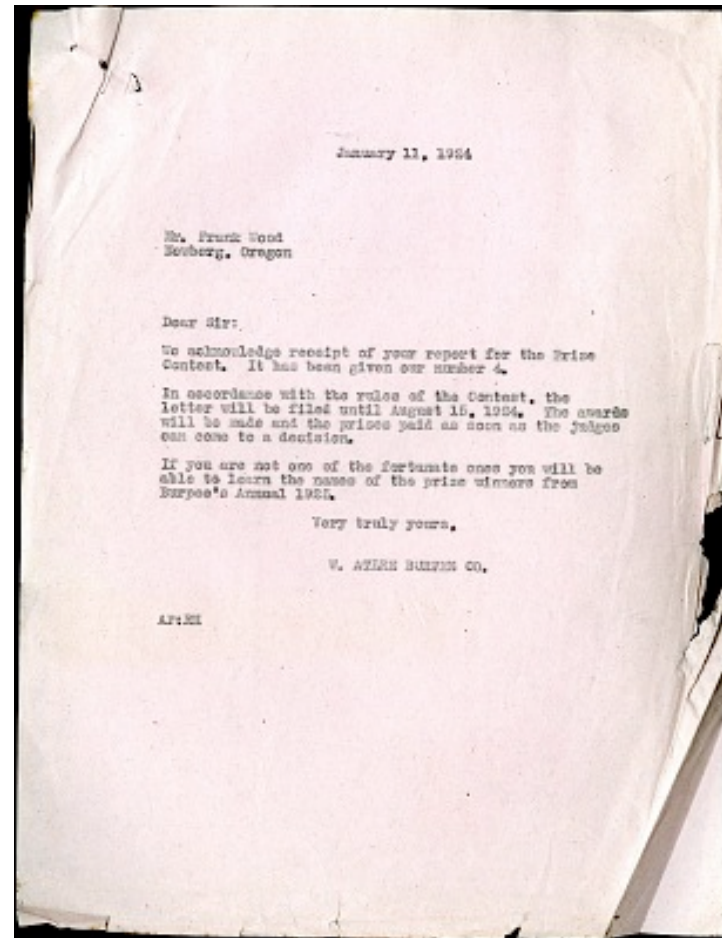 January 11, 1924
Mr. Frank Wood
Newberg, Oregon
Dear Sir:
We acknowledge receipt of your report for the Prize
Contest. It has been given our number 4.
In accordance with the rules of the Contest, the
letter will be filed until August 15, 1924. The awards
will be made and the prizes paid as soon as the judges
can come to a decision.
If you are not one of the fortunate ones you will be
able to learn the names of the prize winners from
Burpee's Annual 1925.
Very truly yours,
W. ATLEE BURPEE CO.